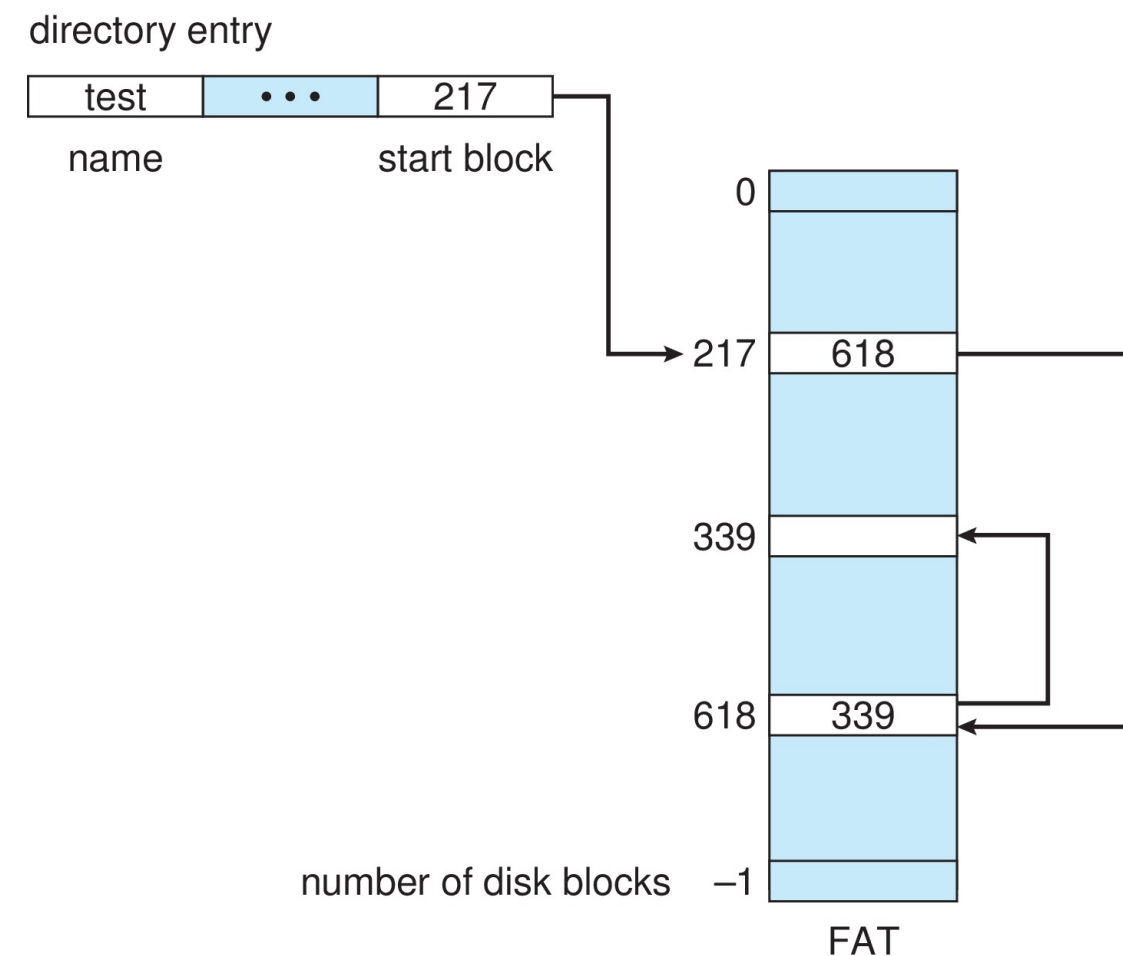 directory entry
test ••• 217
name start block
0
217 618
339
618 339
number of disk blocks –1
FAT